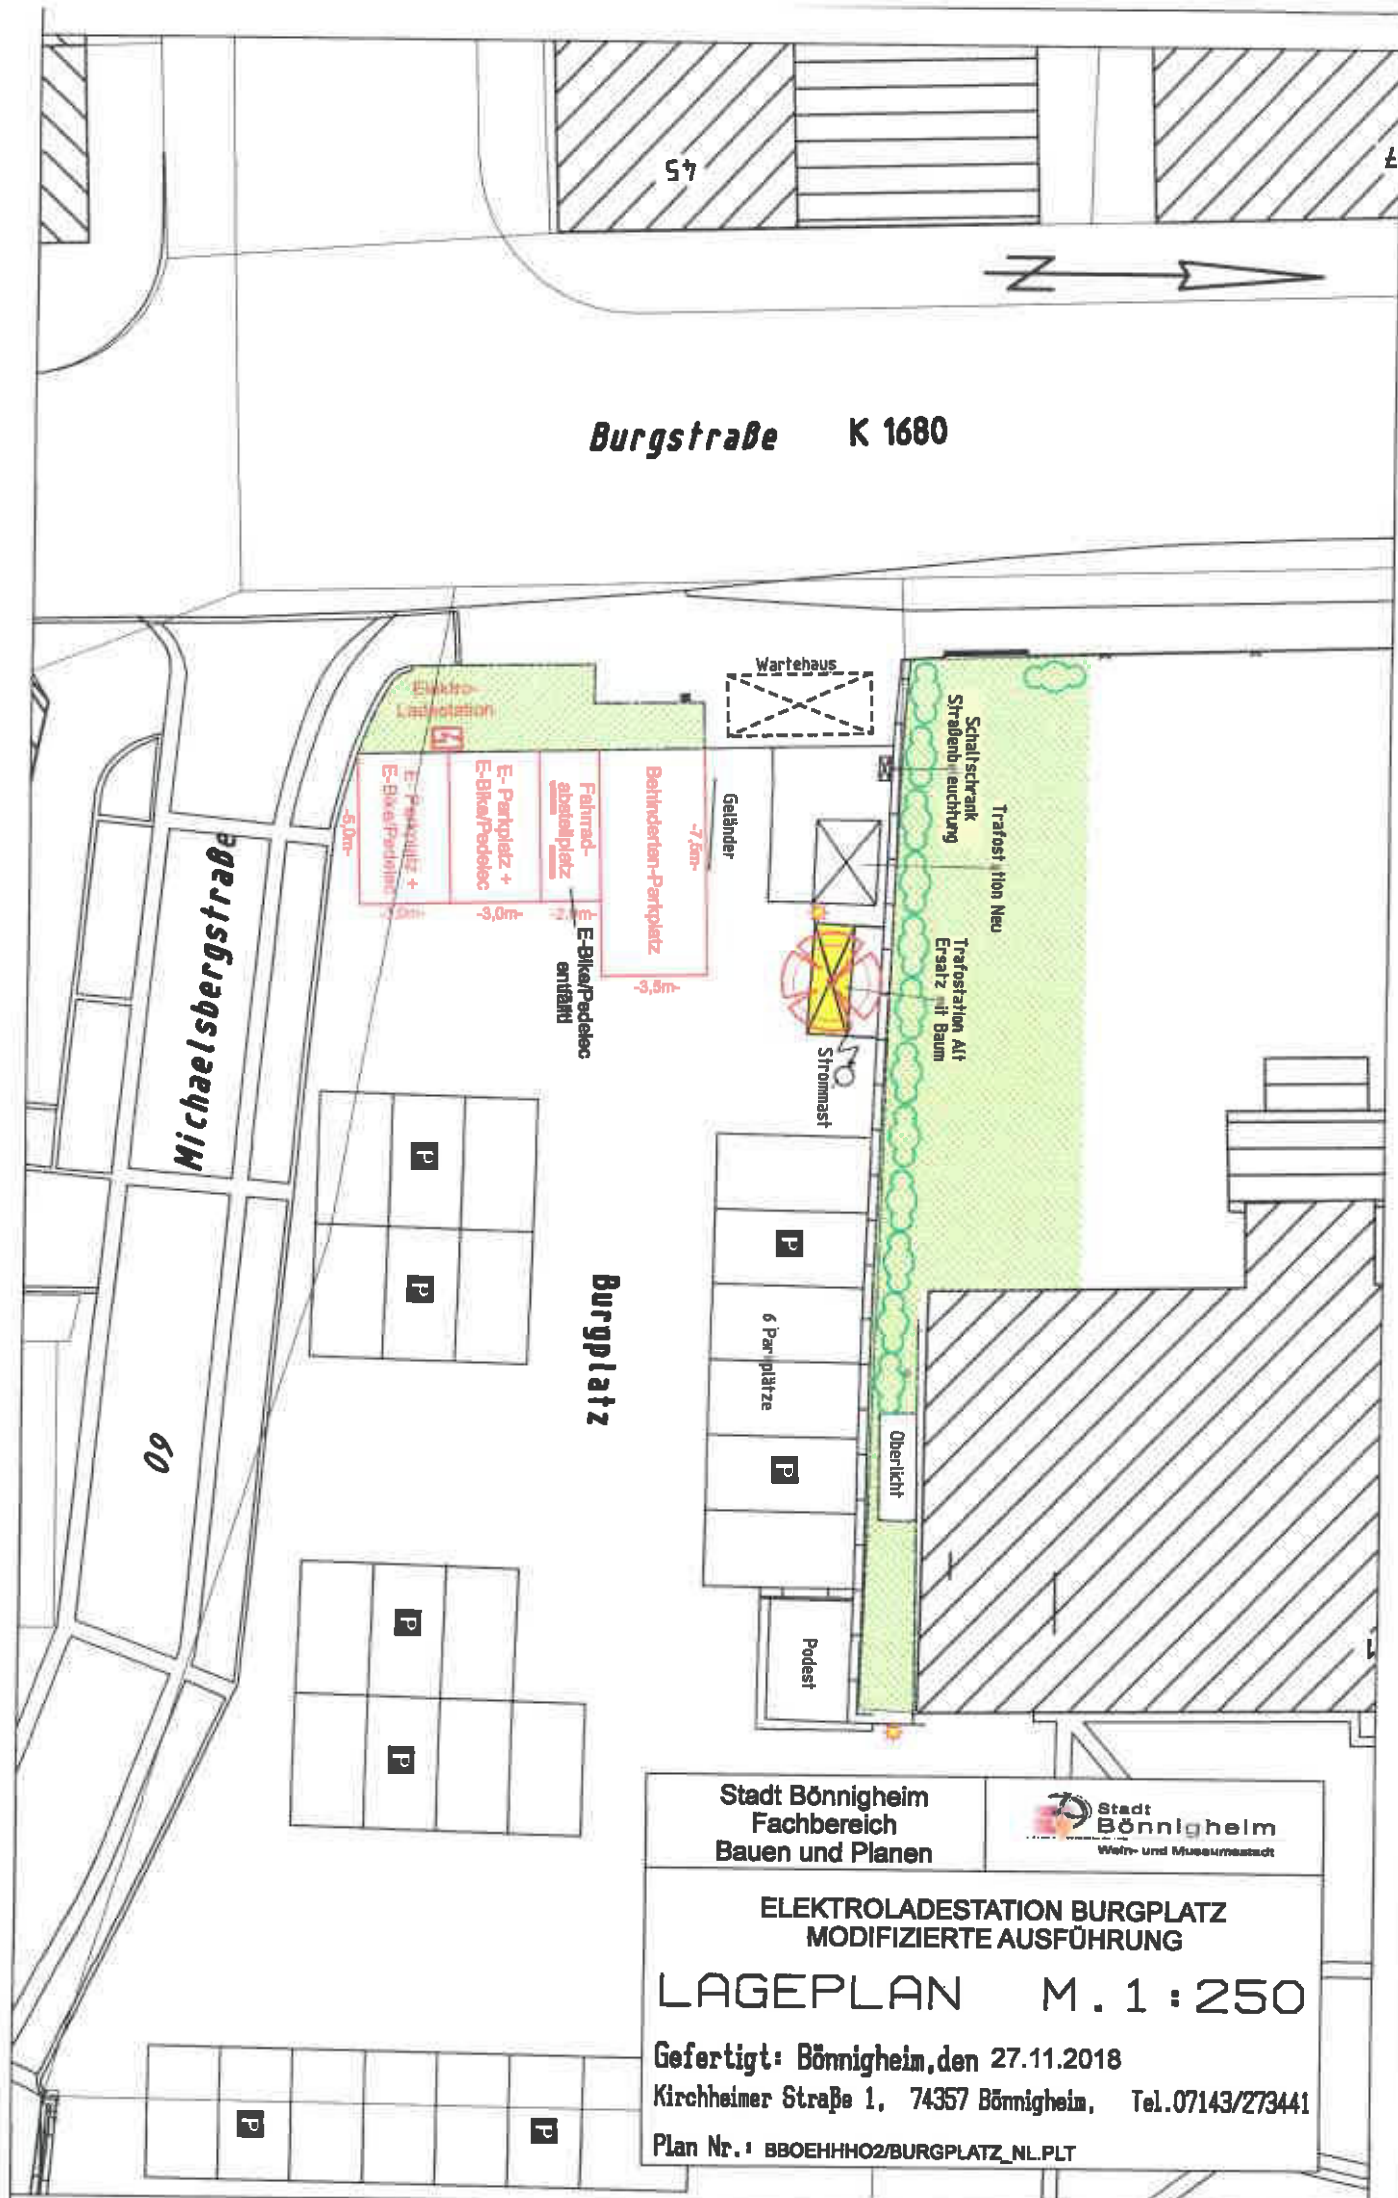 45
N
Burgstraße K 1680
Wartehaus
Elektro-
Ladestation
Schaltschrank
Straßenbeleuchtung
Trafostation Neu
Trafostation Alt
Ersatz mit Baum
Geländer
-7,5m-
Behinderten-Parkplatz
-3,5m-
Fahrrad-
abstellplatz
-2,0m-
E-Bike/Pedelec
entfällt!
E- Parkplatz +
E-Bike/Pedelec
-3,0m-
E- Parkplatz +
E-Bike/Pedelec
-3,0m-
-5,0m-
Strommast
Michaelsbergstraße
60
P
P
P
6 Parkplätze
P
Burgplatz
Oberlicht
P
P
Podest
1
Stadt Bönnigheim
Fachbereich
Bauen und Planen
Stadt
Bönnigheim
Wein- und Museumsstadt
ELEKTROLADESTATION BURGPLATZ
MODIFIZIERTE AUSFÜHRUNG
LAGEPLAN M. 1 : 250
Gefertigt: Bönnigheim,den 27.11.2018
Kirchheimer Straße 1, 74357 Bönnigheim, Tel.07143/273441
Plan Nr.: BBOEHHHO2/BURGPLATZ_NL.PLT
P
P